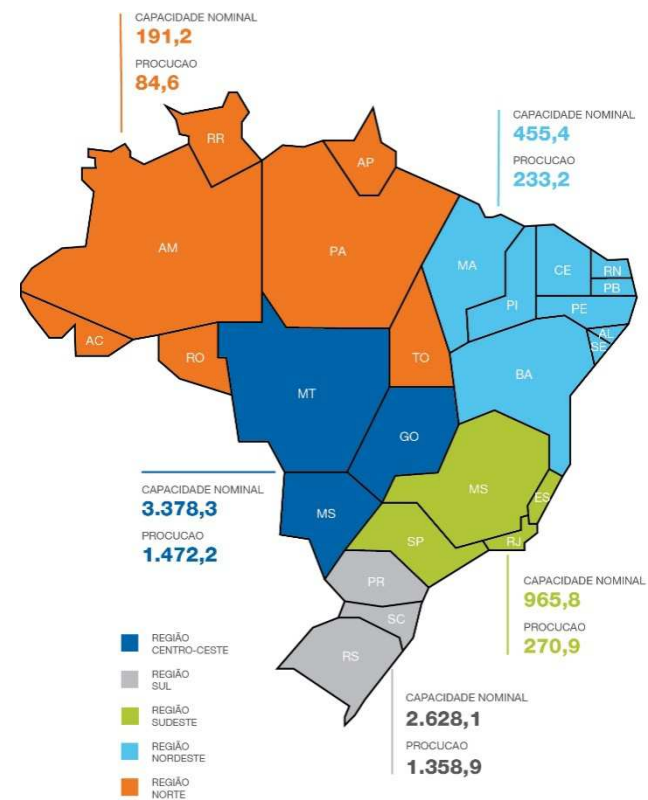 CAPACIDADE NOMINAL
191,2
PROCUCAO
84,6
CAPACIDADE NOMINAL
455,4
PROCUCAO
233,2
RR
AP
AM
PA
MA
CE
RN
PB
PI
PE
AL
SE
AC
RO
TO
BA
MT
GO
MS
ES
MS
SP
RJ
CAPACIDADE NOMINAL
3.378,3
PROCUCAO
1.472,2
PR
SC
RS
CAPACIDADE NOMINAL
965,8
PROCUCAO
270,9
REGIÃO
CENTRO-CESTE
REGIÃO
SUL
REGIÃO
SUDESTE
REGIÃO
NORDESTE
REGIÃO
NORTE
CAPACIDADE NOMINAL
2.628,1
PROCUCAO
1.358,9